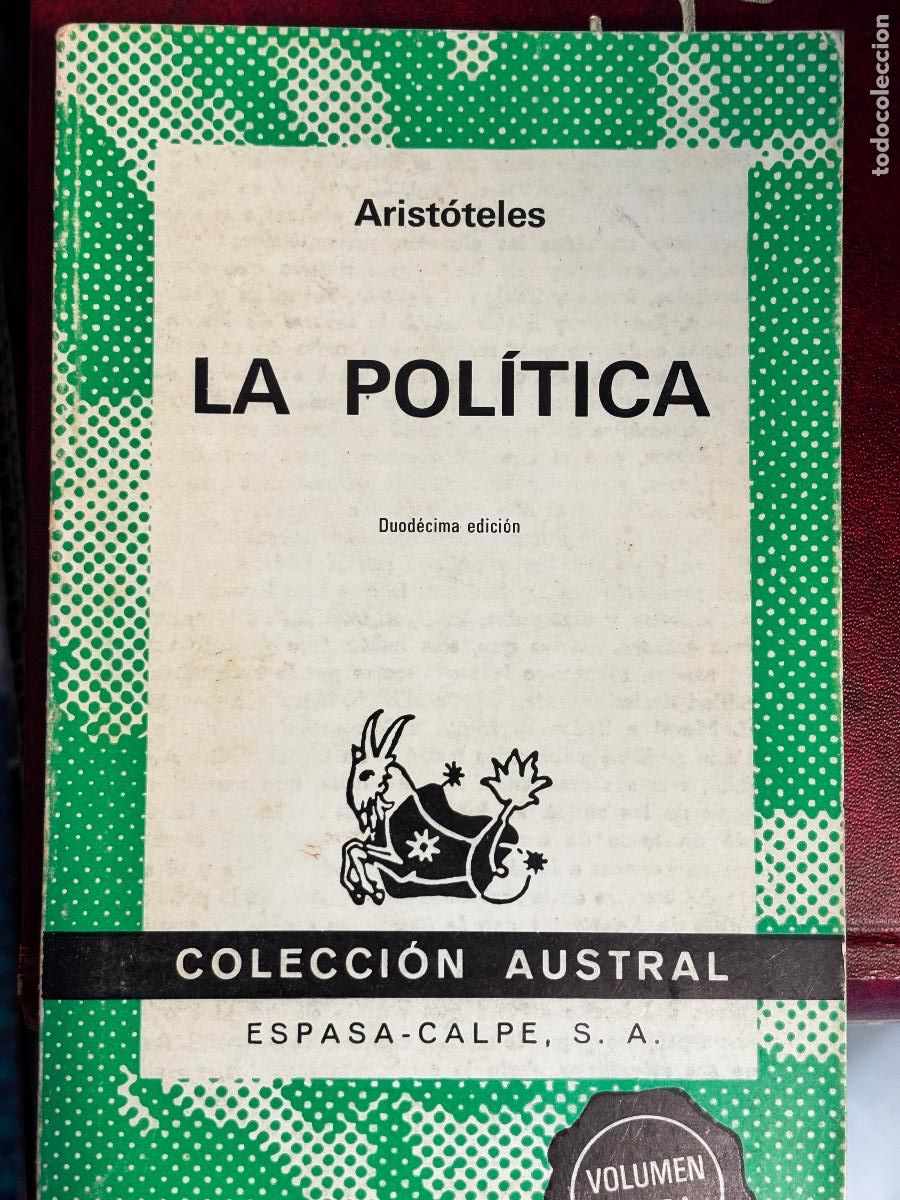 Aristóteles
LA POLÍTICA
Duodécima edición
COLECCIÓN AUSTRAL
ESPASA-CALPE, S. A.
VOLUMEN
todocoleccion